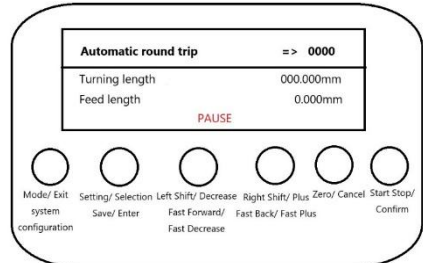 Automatic round trip => 0000
Turning length 000.000mm
Feed length 0.000mm
PAUSE
Mode/ Exit
system
configuration
Setting/ Selection
Save/ Enter
Left Shift/ Decrease
Fast Forward/
Fast Decrease
Right Shift/ Plus
Fast Back/ Fast Plus
Zero/ Cancel
Start Stop/
Confirm